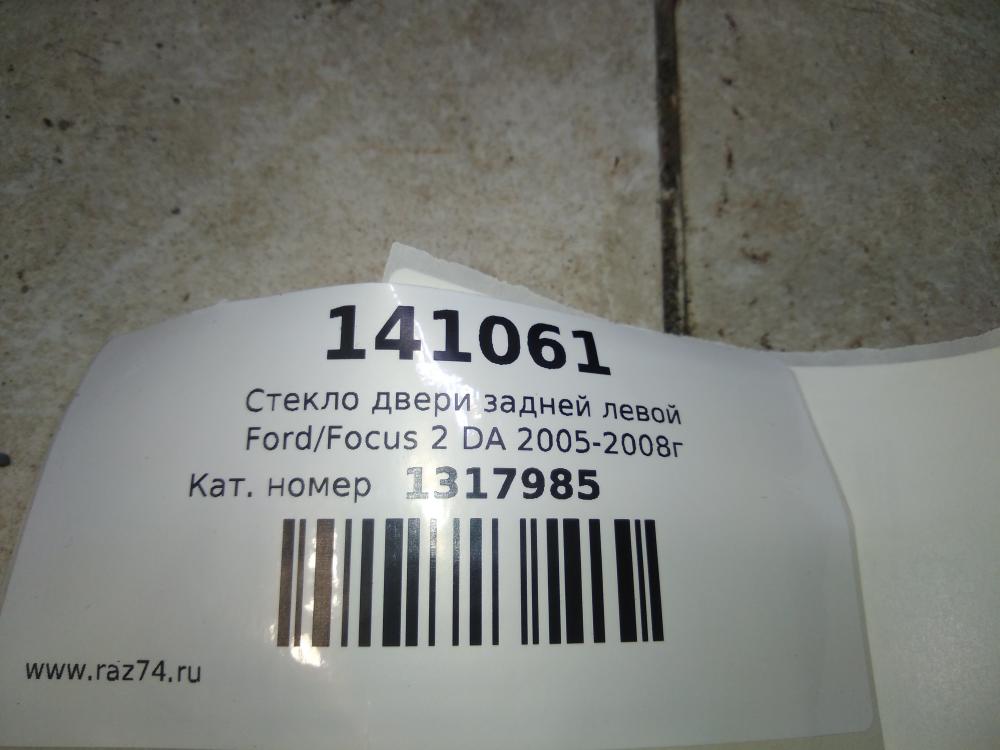 141061
Стекло двери задней левой
Ford/Focus 2 DA 2005-2008г
Кат. номер 1317985
www.raz74.ru